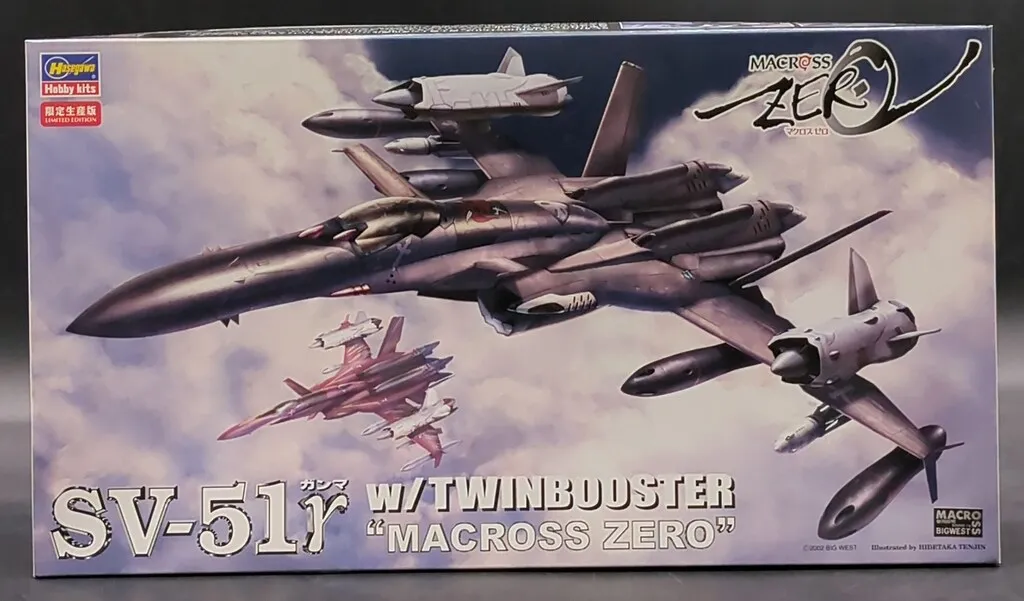 Hasegawa
Hobby kits
限定生産版
LIMITED EDITION
MACROSS
ZERO
マクロス ゼロ
ガンマ
SV-51γ W/TWINBOOSTER
"MACROSS ZERO"
MACROSS
BIGWEST
©2002 BIG WEST
Illustrated by HIDETAKA TENJIN